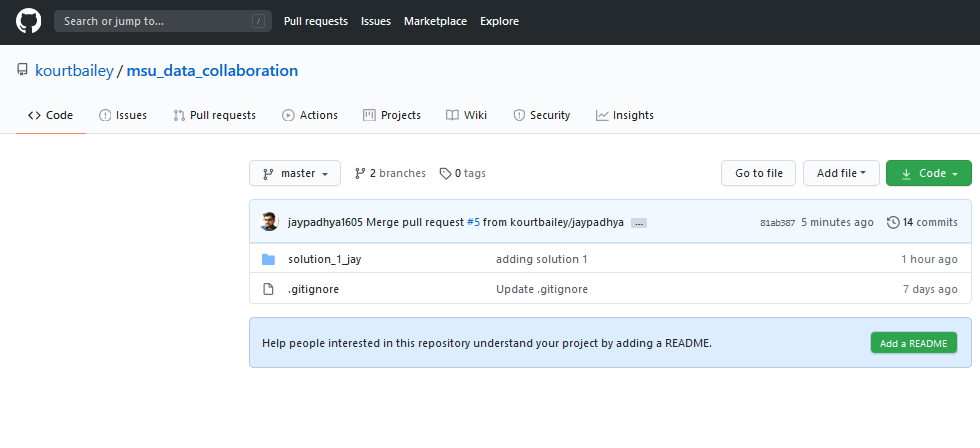 Search or jump to... /
Pull requests Issues Marketplace Explore
kourtbailey / msu_data_collaboration
Code Issues Pull requests Actions Projects Wiki Security Insights
master 2 branches 0 tags Go to file Add file Code
jaypadhya1605 Merge pull request #5 from kourtbailey/jaypadhya ... 81ab387 5 minutes ago 14 commits
solution_1_jay adding solution 1 1 hour ago
.gitignore Update .gitignore 7 days ago
Help people interested in this repository understand your project by adding a README. Add a README